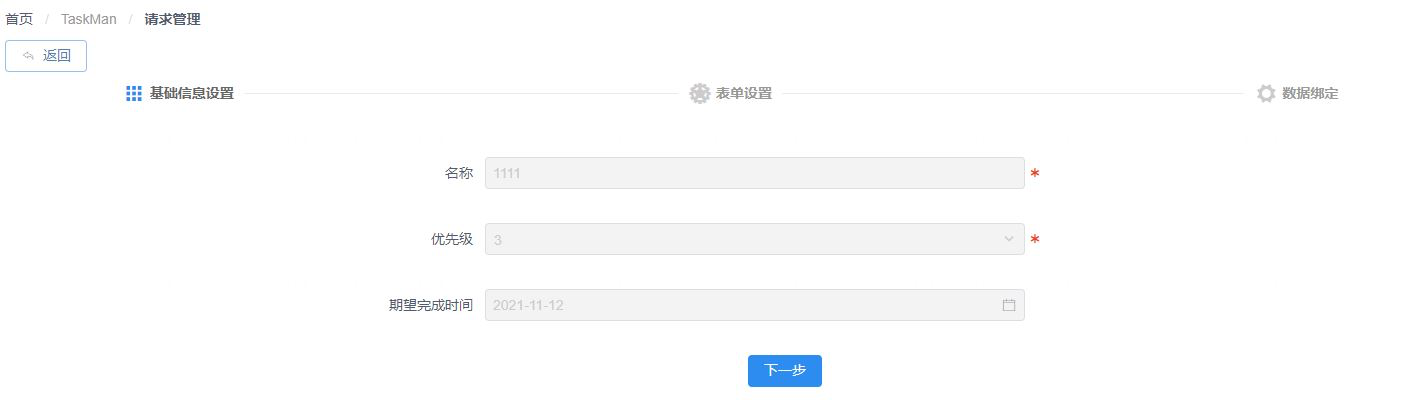 首页 / TaskMan / 请求管理
返回
基础信息设置 表单设置 数据绑定
名称 1111 *
优先级 3 *
期望完成时间 2021-11-12
下一步